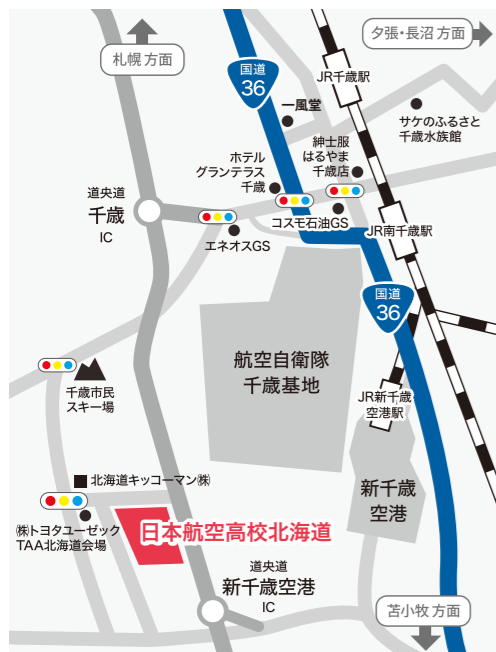 札幌 方面
夕張・長沼 方面
国道
36
JR千歳駅
一風堂
サケのふるさと
千歳水族館
紳士服
はるやま
千歳店
ホテル
グランテラス
千歳
道央道
千歳
IC
コスモ石油GS
エネオスGS
JR南千歳駅
国道
36
航空自衛隊
千歳基地
千歳市民
スキー場
JR新千歳
空港駅
北海道キッコーマン㈱
新千歳
空港
㈱トヨタユーゼック
TAA北海道会場
日本航空高校北海道
道央道
新千歳空港
IC
苫小牧 方面